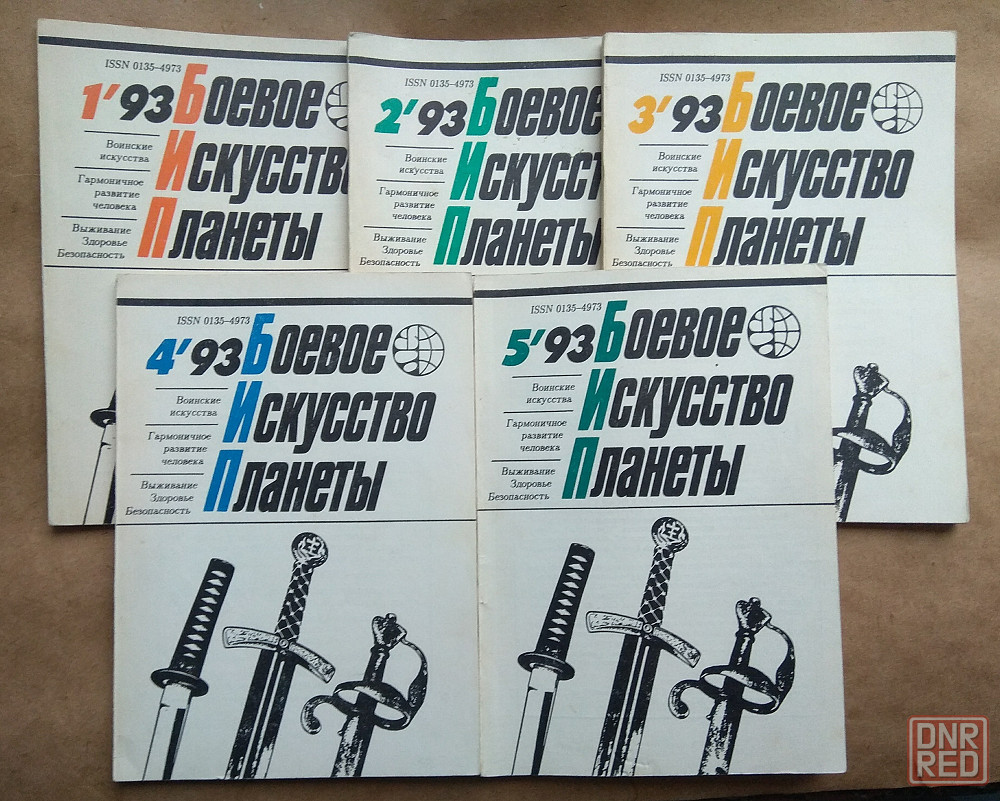 ISSN 0135-4973
1'93 Боевое
Искусство
Планеты
Воинские
искусства
Гармоничное
развитие
человека
Выживание
Здоровье
Безопасность
ISSN 0135-4973
2'93 Боевое
Искусст
Планеты
Воинские
искусства
Гармоничное
развитие
человека
Выживание
Здоровье
Безопасность
ISSN 0135-4973
3'93 Боевое
Искусство
Планеты
Воинские
искусства
Гармоничное
развитие
человека
Выживание
Здоровье
Безопасность
ISSN 0135-4973
4'93 Боевое
Искусство
Планеты
Воинские
искусства
Гармоничное
развитие
человека
Выживание
Здоровье
Безопасность
ISSN 0135-4973
5'93 Боевое
Искусство
Планеты
Воинские
искусства
Гармоничное
развитие
человека
Выживание
Здоровье
Безопасность
DNR
RED